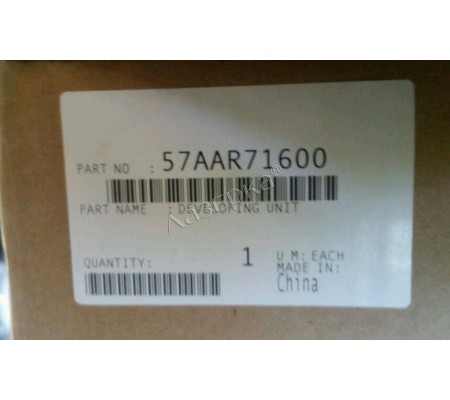 PART NO : 57AAR71600
PART NAME : DEVELOPING UNIT
QUANTITY: 1 U M: EACH
MADE IN:
China